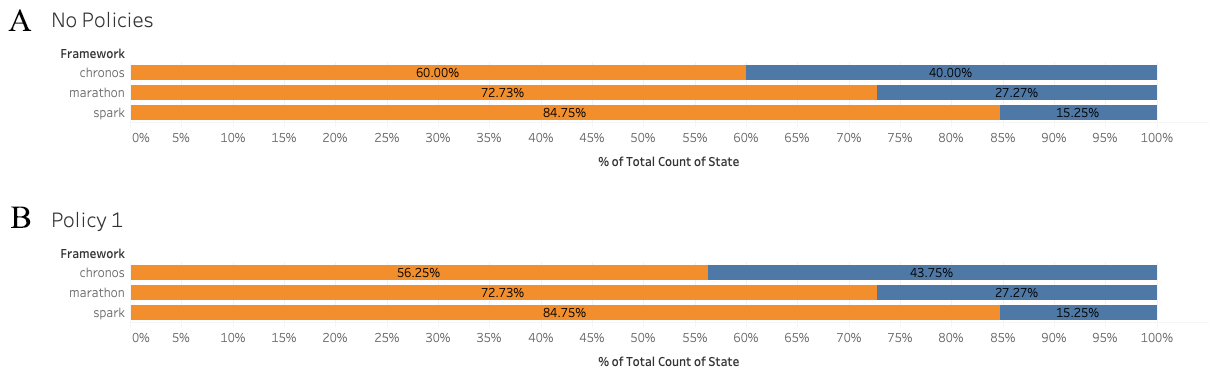 A No Policies
Framework
chronos 60.00% 40.00%
marathon 72.73% 27.27%
spark 84.75% 15.25%
0% 5% 10% 15% 20% 25% 30% 35% 40% 45% 50% 55% 60% 65% 70% 75% 80% 85% 90% 95% 100%
% of Total Count of State
B Policy 1
Framework
chronos 56.25% 43.75%
marathon 72.73% 27.27%
spark 84.75% 15.25%
0% 5% 10% 15% 20% 25% 30% 35% 40% 45% 50% 55% 60% 65% 70% 75% 80% 85% 90% 95% 100%
% of Total Count of State